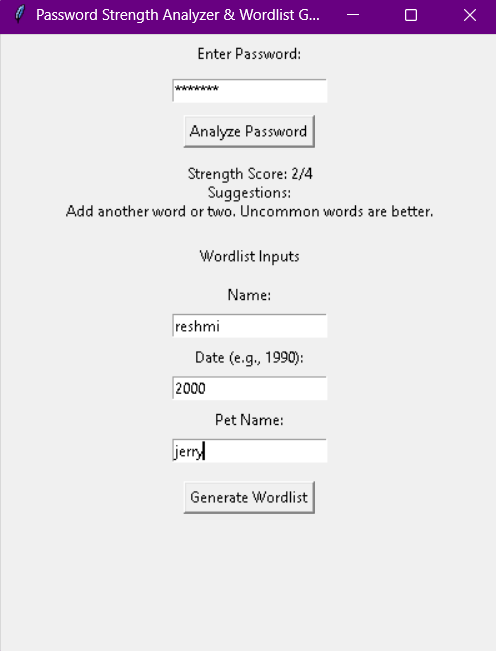 Password Strength Analyzer & Wordlist G...
Enter Password:
*******
Analyze Password
Strength Score: 2/4
Suggestions:
Add another word or two. Uncommon words are better.
Wordlist Inputs
Name:
reshmi
Date (e.g., 1990):
2000
Pet Name:
jerry
Generate Wordlist